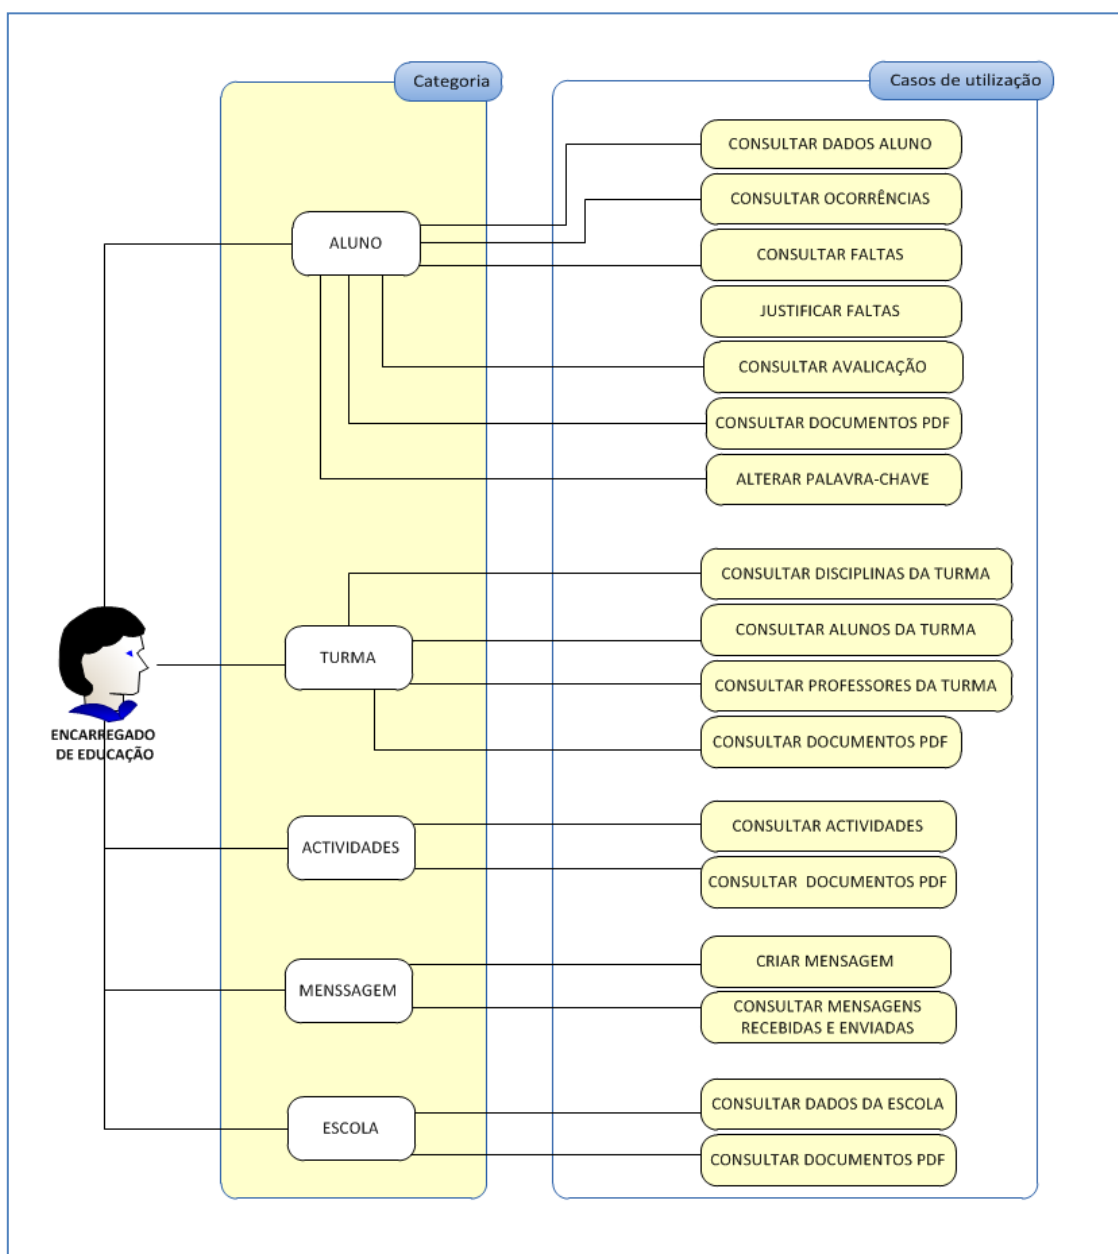 Categoria
Casos de utilização
CONSULTAR DADOS ALUNO
CONSULTAR OCORRÊNCIAS
ALUNO
CONSULTAR FALTAS
JUSTIFICAR FALTAS
CONSULTAR AVALICAÇÃO
CONSULTAR DOCUMENTOS PDF
ALTERAR PALAVRA-CHAVE
CONSULTAR DISCIPLINAS DA TURMA
CONSULTAR ALUNOS DA TURMA
TURMA
CONSULTAR PROFESSORES DA TURMA
ENCARREGADO
DE EDUCAÇÃO
CONSULTAR DOCUMENTOS PDF
CONSULTAR ACTIVIDADES
ACTIVIDADES
CONSULTAR DOCUMENTOS PDF
CRIAR MENSAGEM
MENSSAGEM
CONSULTAR MENSAGENS
RECEBIDAS E ENVIADAS
CONSULTAR DADOS DA ESCOLA
ESCOLA
CONSULTAR DOCUMENTOS PDF